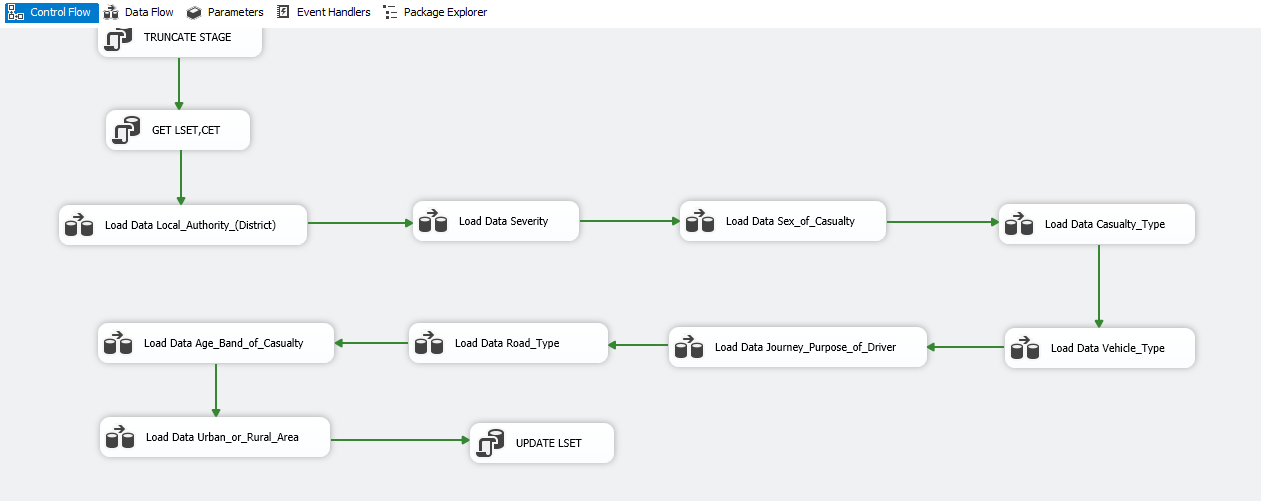 Control Flow Data Flow Parameters Event Handlers Package Explorer
TRUNCATE STAGE
GET LSET,CET
Load Data Local_Authority_(District)
Load Data Severity
Load Data Sex_of_Casualty
Load Data Casualty_Type
Load Data Vehicle_Type
Load Data Journey_Purpose_of_Driver
Load Data Road_Type
Load Data Age_Band_of_Casualty
Load Data Urban_or_Rural_Area
UPDATE LSET